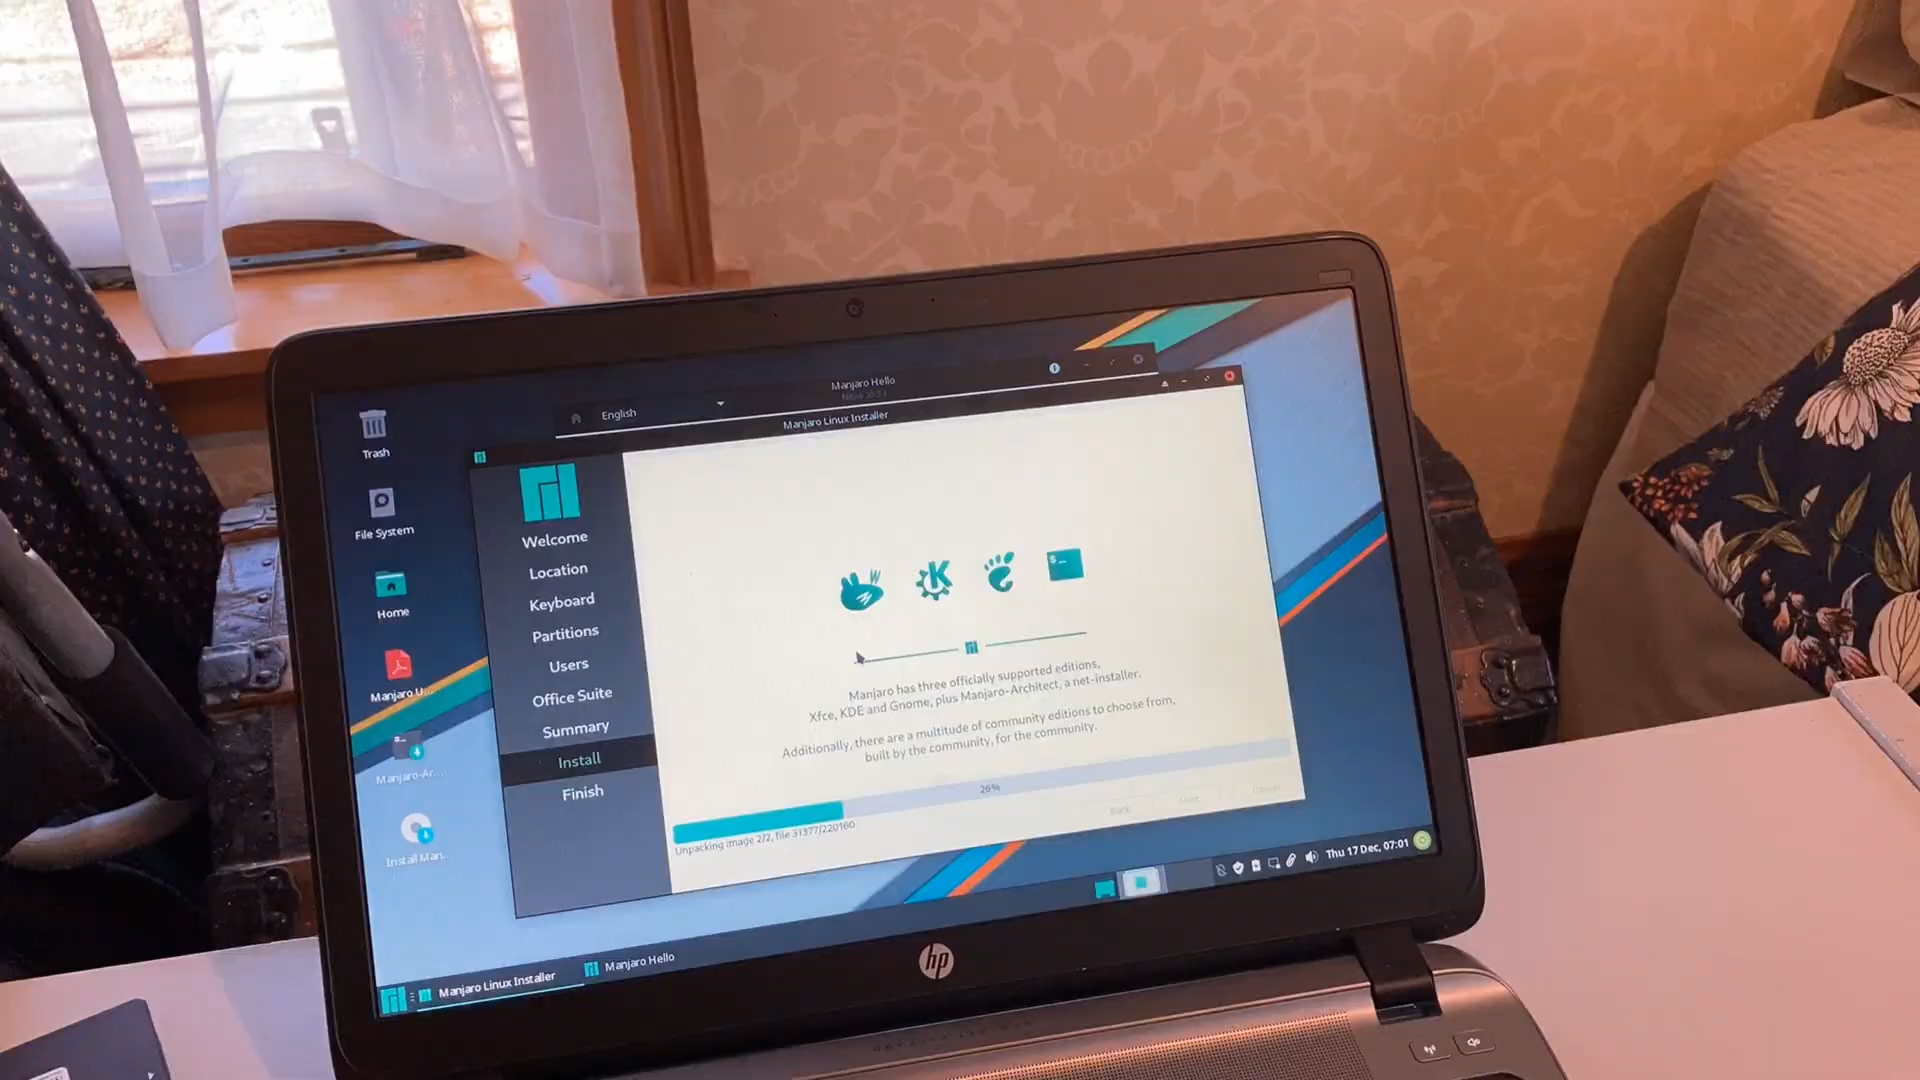 Manjaro Hello
English
Manjaro Linux Installer
Trash
File System
Home
Manjaro U...
Manjaro-Ar...
Install Man...
Welcome
Location
Keyboard
Partitions
Users
Office Suite
Summary
Install
Finish
W
K
$_
Manjaro has three officially supported editions,
Xfce, KDE and Gnome, plus Manjaro-Architect, a net-installer.
Additionally, there are a multitude of community editions to choose from,
built by the community, for the community.
26%
Unpacking image 2/2, file 31377/220160
Back
Next
Cancel
Thu 17 Dec, 07:01
Manjaro Linux Installer
Manjaro Hello
hp